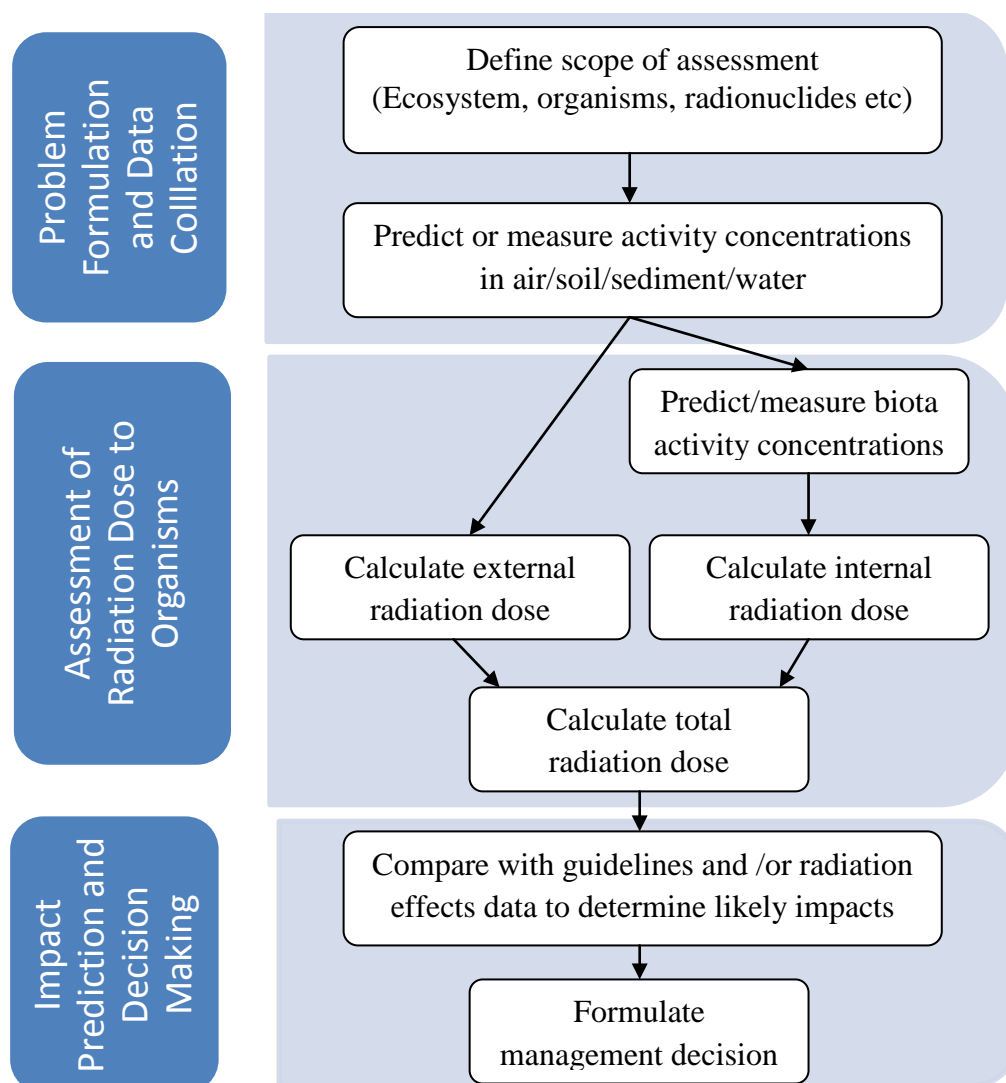 Problem
Formulation
and Data
Colllation
Define scope of assessment
(Ecosystem, organisms, radionuclides etc)
Predict or measure activity concentrations
in air/soil/sediment/water
Assessment of
Radiation Dose to
Organisms
Predict/measure biota
activity concentrations
Calculate external
radiation dose
Calculate internal
radiation dose
Calculate total
radiation dose
Impact
Prediction and
Decision
Making
Compare with guidelines and /or radiation
effects data to determine likely impacts
Formulate
management decision